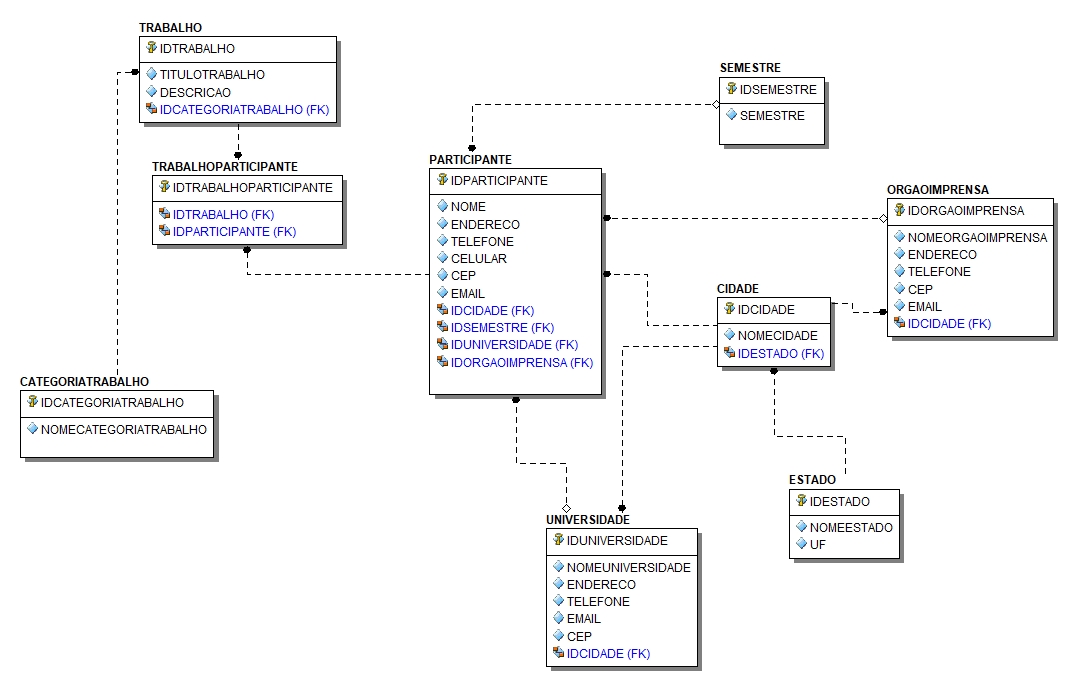 TRABALHO
IDTRABALHO
TITULOTRABALHO
DESCRICAO
IDCATEGORIATRABALHO (FK)
TRABALHOPARTICIPANTE
IDTRABALHOPARTICIPANTE
IDTRABALHO (FK)
IDPARTICIPANTE (FK)
CATEGORIATRABALHO
IDCATEGORIATRABALHO
NOMECATEGORIATRABALHO
PARTICIPANTE
IDPARTICIPANTE
NOME
ENDERECO
TELEFONE
CELULAR
CEP
EMAIL
IDCIDADE (FK)
IDSEMESTRE (FK)
IDUNIVERSIDADE (FK)
IDORGAOIMPRENSA (FK)
SEMESTRE
IDSEMESTRE
SEMESTRE
ORGAOIMPRENSA
IDORGAOIMPRENSA
NOMEORGAOIMPRENSA
ENDERECO
TELEFONE
CEP
EMAIL
IDCIDADE (FK)
CIDADE
IDCIDADE
NOMECIDADE
IDESTADO (FK)
ESTADO
IDESTADO
NOMEESTADO
UF
UNIVERSIDADE
IDUNIVERSIDADE
NOMEUNIVERSIDADE
ENDERECO
TELEFONE
EMAIL
CEP
IDCIDADE (FK)